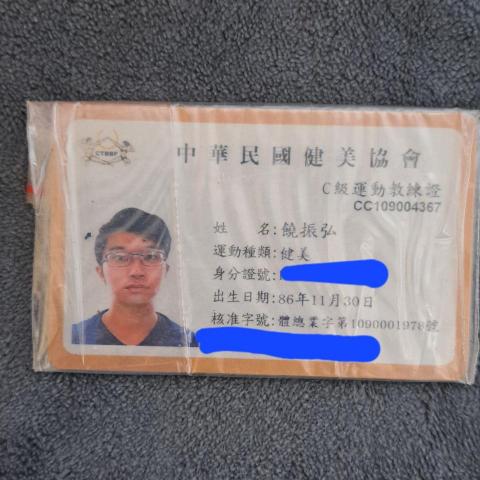 CTBBF
中華民國健美協會
C級運動教練證
CC109004367
姓 名:饒振弘
運動種類:健美
身分證號:
出生日期:86年11月30日
核准字號:體總業字第1090001978號